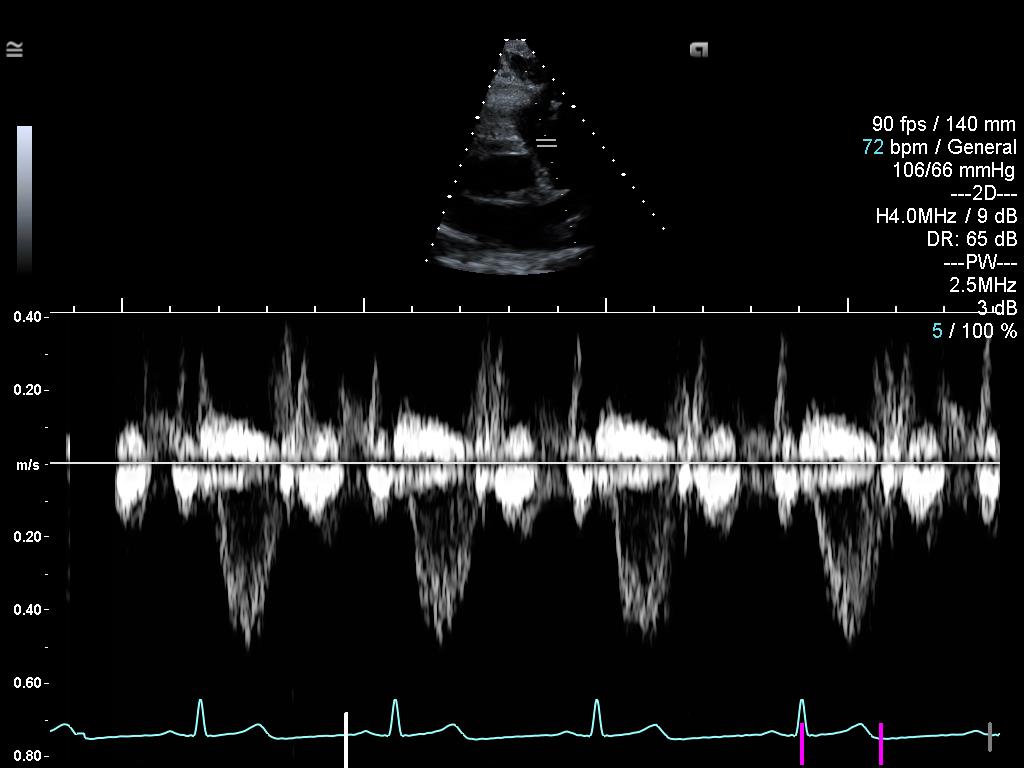 90 fps / 140 mm
72 bpm / General
106/66 mmHg
---2D---
H4.0MHz / 9 dB
DR: 65 dB
---PW---
2.5MHz
3 dB
5 / 100 %
0.40
0.20
m/s
0.20
0.40
0.60
0.80